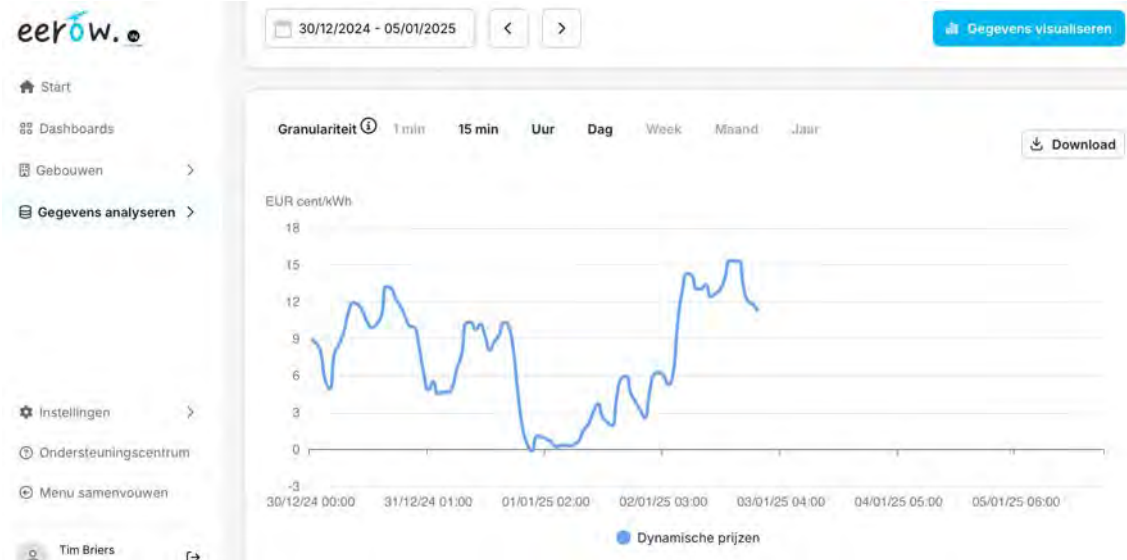 eerow.
30/12/2024 - 05/01/2025
Gegevens visualiseren
Start
Dashboards
Gebouwen
Gegevens analyseren
Granulariteit 1 min 15 min Uur Dag Week Maand Jaar
Download
EUR cent/kWh
18
15
12
9
6
3
0
-3
30/12/24 00:00 31/12/24 01:00 01/01/25 02:00 02/01/25 03:00 03/01/25 04:00 04/01/25 05:00 05/01/25 06:00
Dynamische prijzen
Instellingen
Ondersteuningscentrum
Menu samenvouwen
Tim Briers